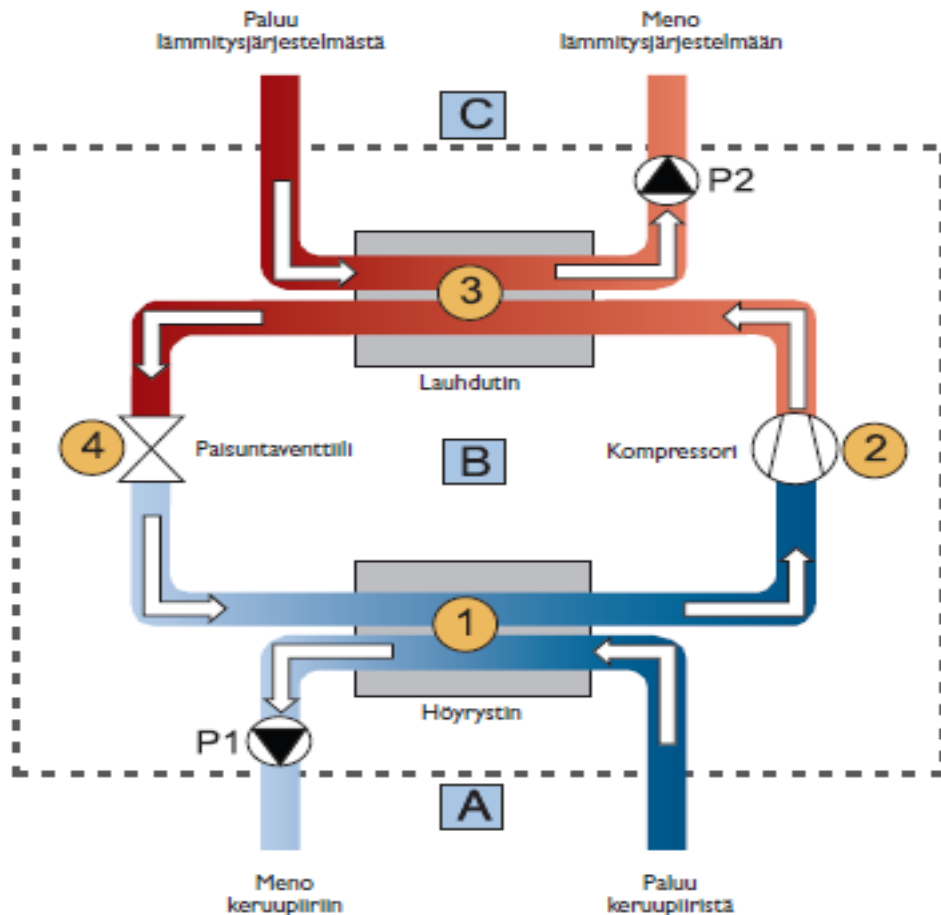 Paluu
lämmitysjärjestelmästä
Meno
lämmitysjärjestelmään
C
P2
3
Lauhdutin
4
Paisuntaventtiili
B
Kompressori
2
1
Höyrystin
P1
A
Meno
keruupiiriin
Paluu
keruupiiristä